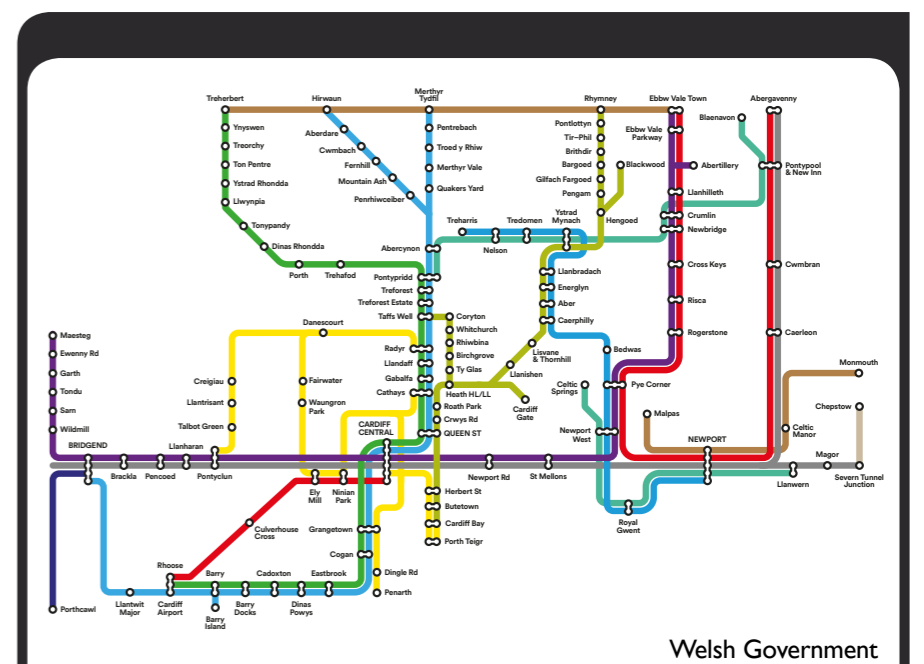 Treherbert
Hirwaun
Merthyr
Tydfil
Rhymney
Ebbw Vale Town
Abergavenny
Ynyswen
Treorchy
Ton Pentre
Ystrad Rhondda
Llwynpia
Tonypandy
Dinas Rhondda
Porth
Trehafod
Aberdare
Cwmbach
Fernhill
Mountain Ash
Penrhiwceiber
Pentrebach
Troed y Rhiw
Merthyr Vale
Quakers Yard
Abercynon
Pontypridd
Treforest
Treforest Estate
Taffs Well
Radyr
Llandaff
Gabalfa
Cathays
CARDIFF
CENTRAL
QUEEN ST
Treharris
Tredomen
Nelson
Ystrad
Mynach
Pontlottyn
Tir-Phil
Brithdir
Bargoed
Gilfach Fargoed
Pengam
Hengoed
Blackwood
Ebbw Vale
Parkway
Abertillery
Llanhilleth
Crumlin
Newbridge
Cross Keys
Risca
Rogerstone
Pye Corner
Blaenavon
Pontypool
& New Inn
Cwmbran
Caerleon
Llanbradach
Energlyn
Aber
Caerphilly
Lisvane
& Thornhill
Llanishen
Cardiff
Gate
Coryton
Whitchurch
Rhiwbina
Birchgrove
Ty Glas
Heath HL/LL
Roath Park
Crwys Rd
Bedwas
Celtic
Springs
Newport
West
Malpas
NEWPORT
Monmouth
Celtic
Manor
Chepstow
Magor
Severn Tunnel
Junction
Llanwern
Royal
Gwent
Newport Rd
St Mellons
Maesteg
Ewenny Rd
Garth
Tondu
Sarn
Wildmill
BRIDGEND
Brackla
Pencoed
Llanharan
Pontyclun
Danescourt
Creigiau
Llantrisant
Talbot Green
Fairwater
Waungron
Park
Ely
Mill
Ninian
Park
Herbert St
Butetown
Cardiff Bay
Porth Teigr
Culverhouse
Cross
Grangetown
Cogan
Dingle Rd
Penarth
Rhoose
Barry
Cadoxton
Eastbrook
Porthcawl
Llantwit
Major
Cardiff
Airport
Barry
Island
Barry
Docks
Dinas
Powys
Welsh Government